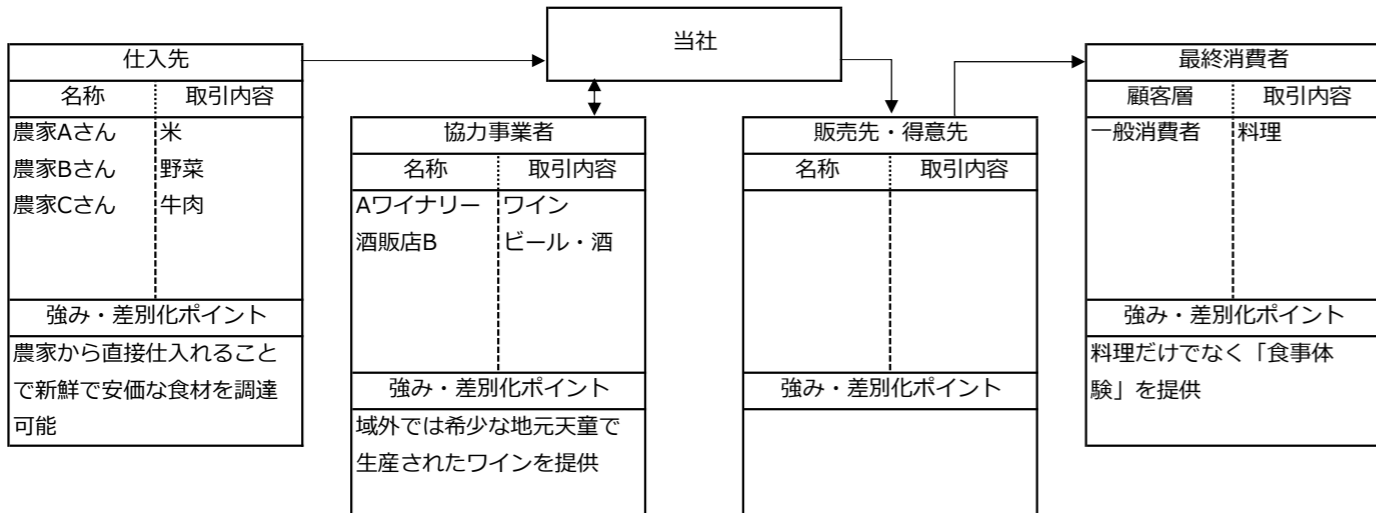 当社
仕入先
名称 取引内容
農家Aさん 米
農家Bさん 野菜
農家Cさん 牛肉
強み・差別化ポイント
農家から直接仕入れること
で新鮮で安価な食材を調達
可能
協力事業者
名称 取引内容
Aワイナリー ワイン
酒販店B ビール・酒
強み・差別化ポイント
域外では希少な地元天童で
生産されたワインを提供
販売先・得意先
名称 取引内容
強み・差別化ポイント
最終消費者
顧客層 取引内容
一般消費者 料理
強み・差別化ポイント
料理だけでなく「食事体
験」を提供